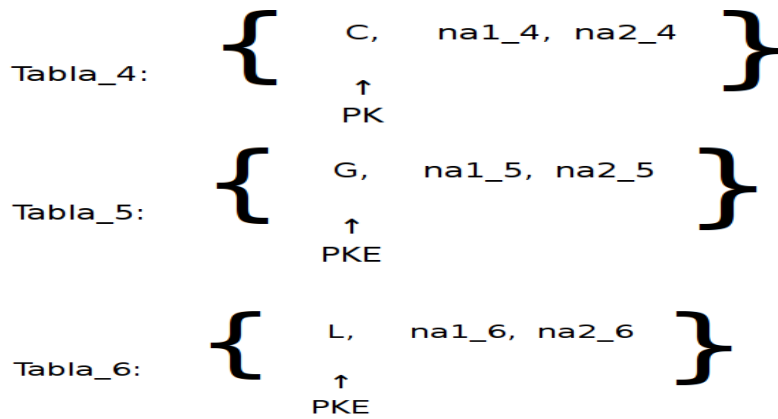 Tabla_4: { C, na1_4, na2_4 }
↑
PK
Tabla_5: { G, na1_5, na2_5 }
↑
PKE
Tabla_6: { L, na1_6, na2_6 }
↑
PKE